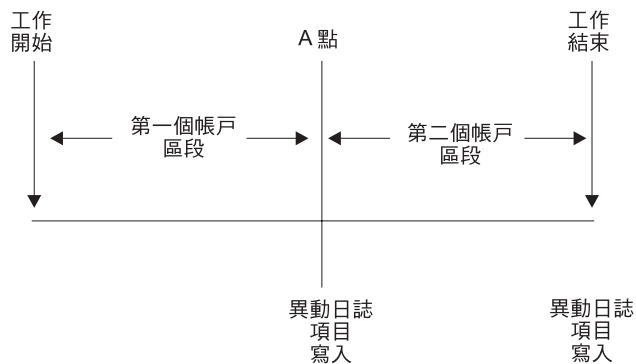 工作
開始
A 點
工作
結束
第一個帳戶
區段
第二個帳戶
區段
異動日誌
項目
寫入
異動日誌
項目
寫入